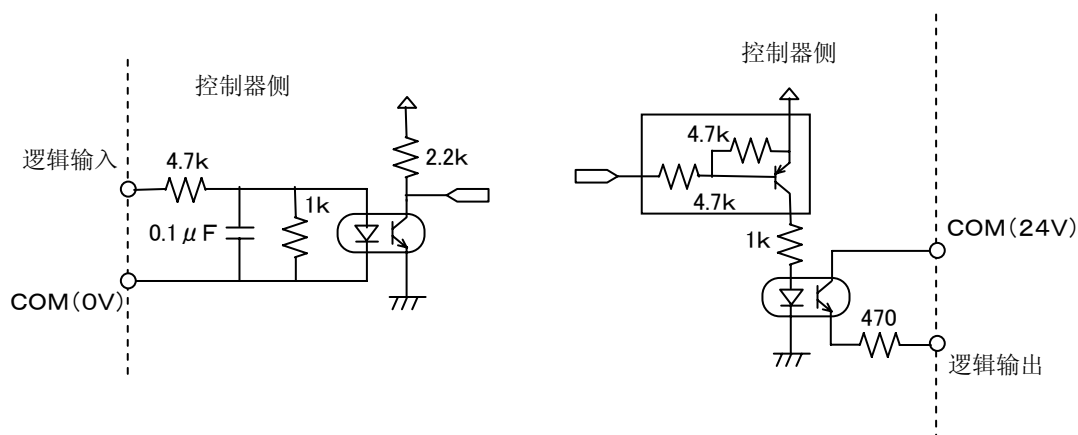 控制器侧
逻辑输入
4.7k
2.2k
1k
0.1μF
COM(0V)
控制器侧
4.7k
4.7k
1k
COM(24V)
470
逻辑输出